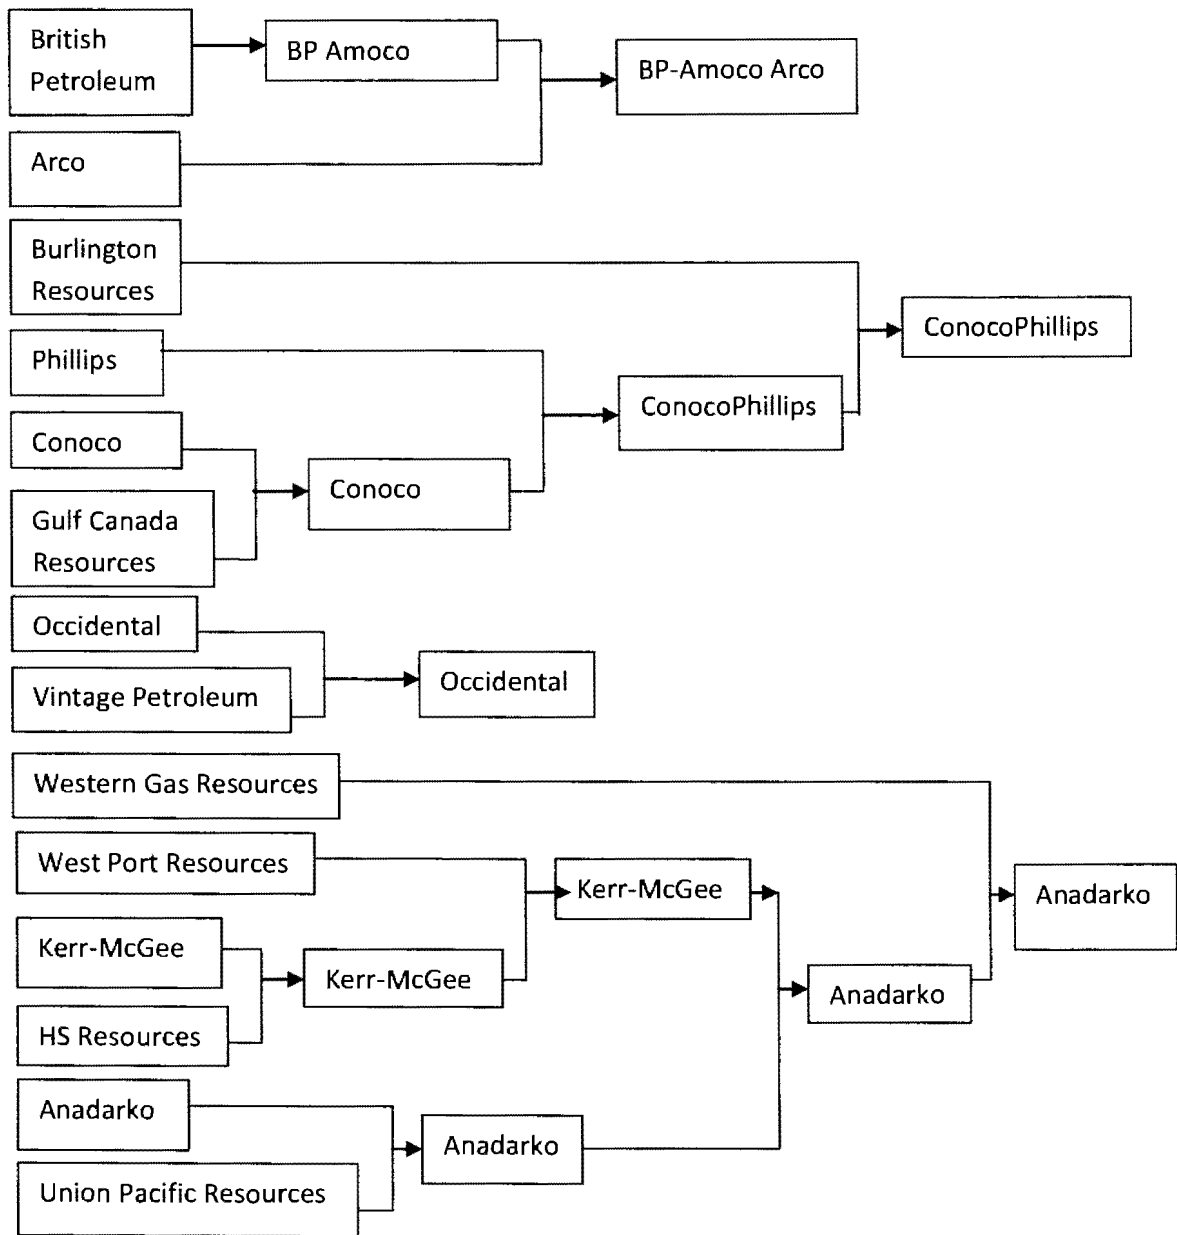 British
Petroleum
BP Amoco
BP-Amoco Arco
Arco
Burlington
Resources
ConocoPhillips
Phillips
ConocoPhillips
Conoco
Conoco
Gulf Canada
Resources
Occidental
Occidental
Vintage Petroleum
Western Gas Resources
West Port Resources
Kerr-McGee
Anadarko
Kerr-McGee
Kerr-McGee
Anadarko
HS Resources
Anadarko
Anadarko
Union Pacific Resources